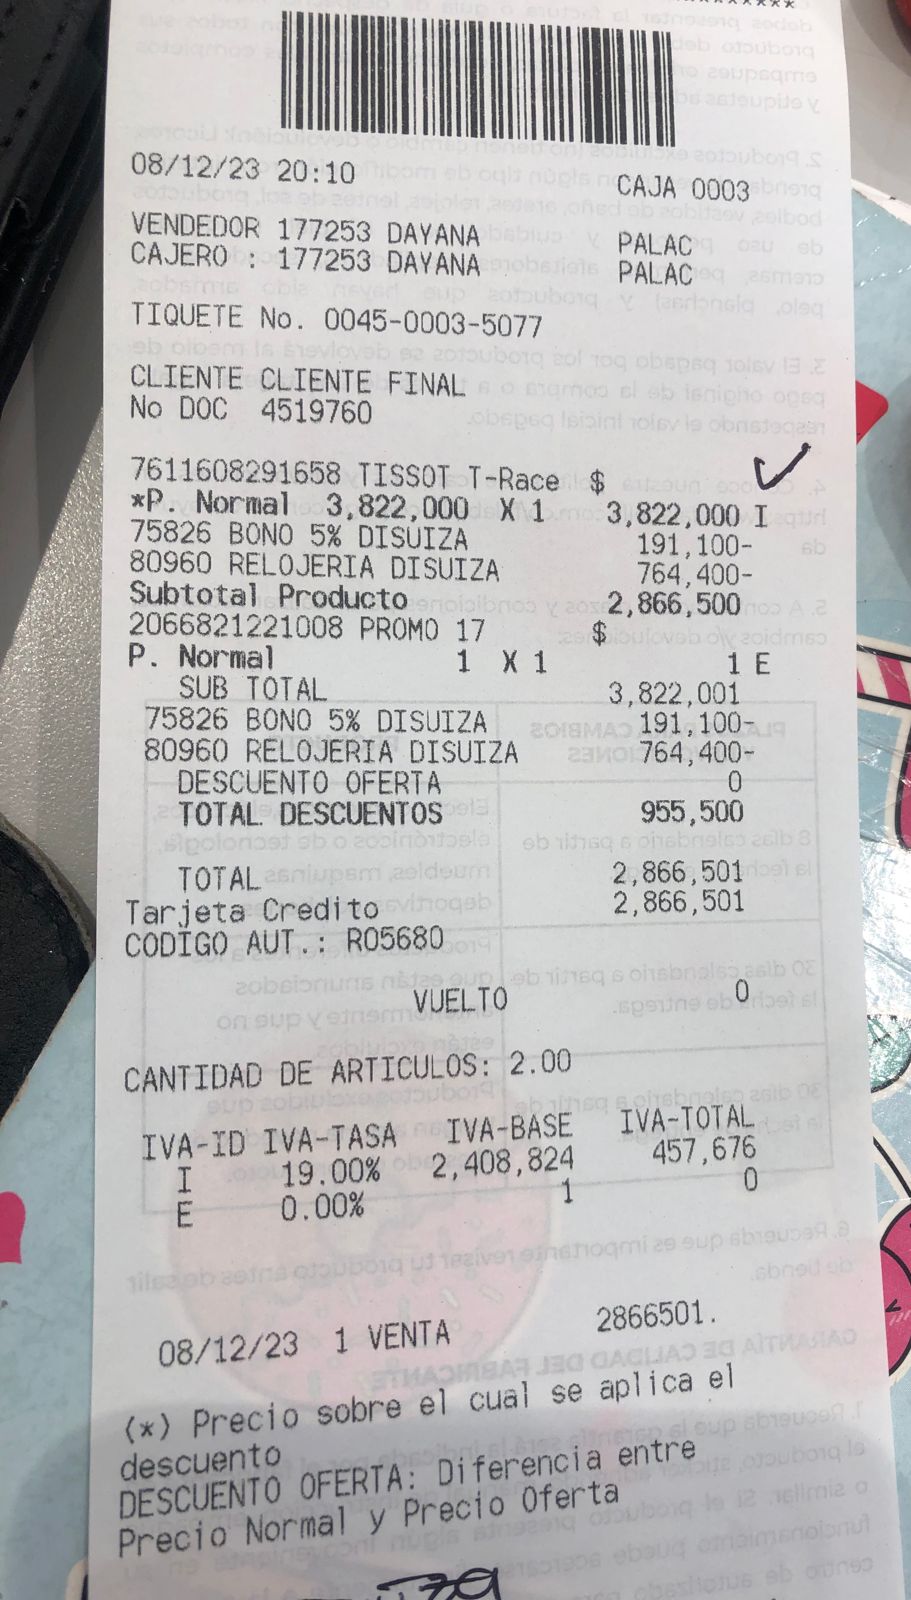 08/12/23 20:10 CAJA 0003
VENDEDOR 177253 DAYANA PALAC
CAJERO : 177253 DAYANA PALAC
TIQUETE No. 0045-0003-5077
CLIENTE CLIENTE FINAL
No DOC 4519760
7611608291658 TISSOT T-Race $
*P. Normal 3,822,000 X 1 3,822,000 I
75826 BONO 5% DISUIZA 191,100-
80960 RELOJERIA DISUIZA 764,400-
Subtotal Producto 2,866,500
2066821221008 PROMO 17 $
P. Normal 1 X 1 1 E
SUB TOTAL 3,822,001
75826 BONO 5% DISUIZA 191,100-
80960 RELOJERIA DISUIZA 764,400-
DESCUENTO OFERTA 0
TOTAL DESCUENTOS 955,500
TOTAL 2,866,501
Tarjeta Credito 2,866,501
CODIGO AUT.: R05680
VUELTO 0
CANTIDAD DE ARTICULOS: 2.00
IVA-ID IVA-TASA IVA-BASE IVA-TOTAL
I 19.00% 2,408,824 457,676
E 0.00% 1 0
08/12/23 1 VENTA 2866501.
(*) Precio sobre el cual se aplica el
descuento
DESCUENTO OFERTA: Diferencia entre
Precio Normal y Precio Oferta